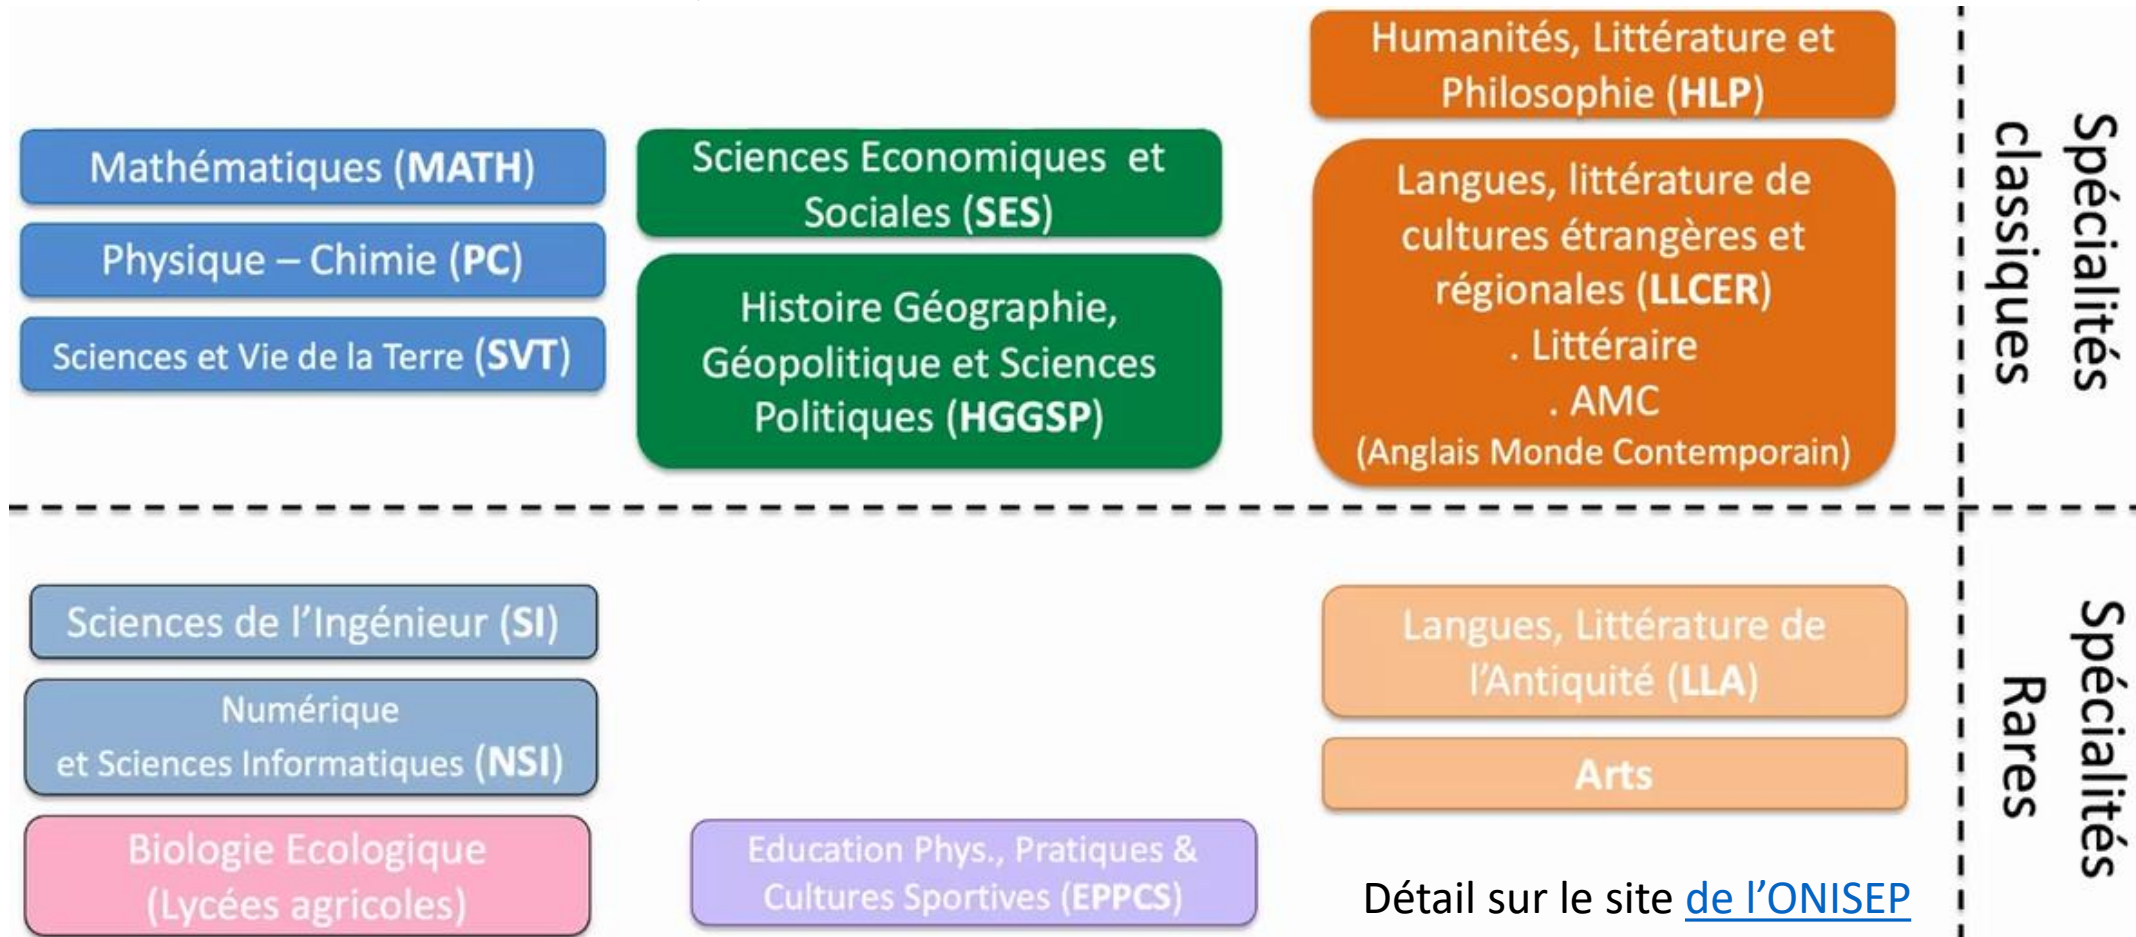 Mathématiques (MATH)
Physique – Chimie (PC)
Sciences et Vie de la Terre (SVT)
Sciences Economiques et
Sociales (SES)
Histoire Géographie,
Géopolitique et Sciences
Politiques (HGGSP)
Humanités, Littérature et
Philosophie (HLP)
Langues, littérature de
cultures étrangères et
régionales (LLCER)
. Littéraire
. AMC
(Anglais Monde Contemporain)
Spécialités
classiques
Sciences de l’Ingénieur (SI)
Numérique
et Sciences Informatiques (NSI)
Biologie Ecologique
(Lycées agricoles)
Education Phys., Pratiques &
Cultures Sportives (EPPCS)
Langues, Littérature de
l’Antiquité (LLA)
Arts
Détail sur le site de l’ONISEP
Spécialités
Rares